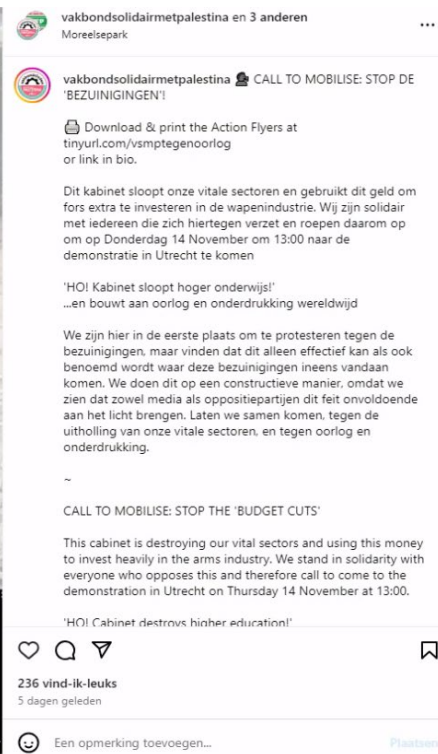 vakbondsolidairmetpalestina en 3 anderen
Moreelsepark
vakbondsolidairmetpalestina CALL TO MOBILISE: STOP DE
'BEZUINIGINGEN'!
Download & print the Action Flyers at
tinyurl.com/vsmptegenoorlog
or link in bio.
Dit kabinet sloopt onze vitale sectoren en gebruikt dit geld om
fors extra te investeren in de wapenindustrie. Wij zijn solidair
met iedereen die zich hiertegen verzet en roepen daarom op
om op Donderdag 14 November om 13:00 naar de
demonstratie in Utrecht te komen
'HO! Kabinet sloopt hoger onderwijs!'
...en bouwt aan oorlog en onderdrukking wereldwijd
We zijn hier in de eerste plaats om te protesteren tegen de
bezuinigingen, maar vinden dat dit alleen effectief kan als ook
benoemd wordt waar deze bezuinigingen ineens vandaan
komen. We doen dit op een constructieve manier, omdat we
zien dat zowel media als oppositiepartijen dit feit onvoldoende
aan het licht brengen. Laten we samen komen, tegen de
uitholling van onze vitale sectoren, en tegen oorlog en
onderdrukking.
~
CALL TO MOBILISE: STOP THE 'BUDGET CUTS'
This cabinet is destroying our vital sectors and using this money
to invest heavily in the arms industry. We stand in solidarity with
everyone who opposes this and therefore call to come to the
demonstration in Utrecht on Thursday 14 November at 13:00.
'HO! Cabinet destroys higher education!'
236 vind-ik-leuks
5 dagen geleden
Een opmerking toevoegen... Plaatsen